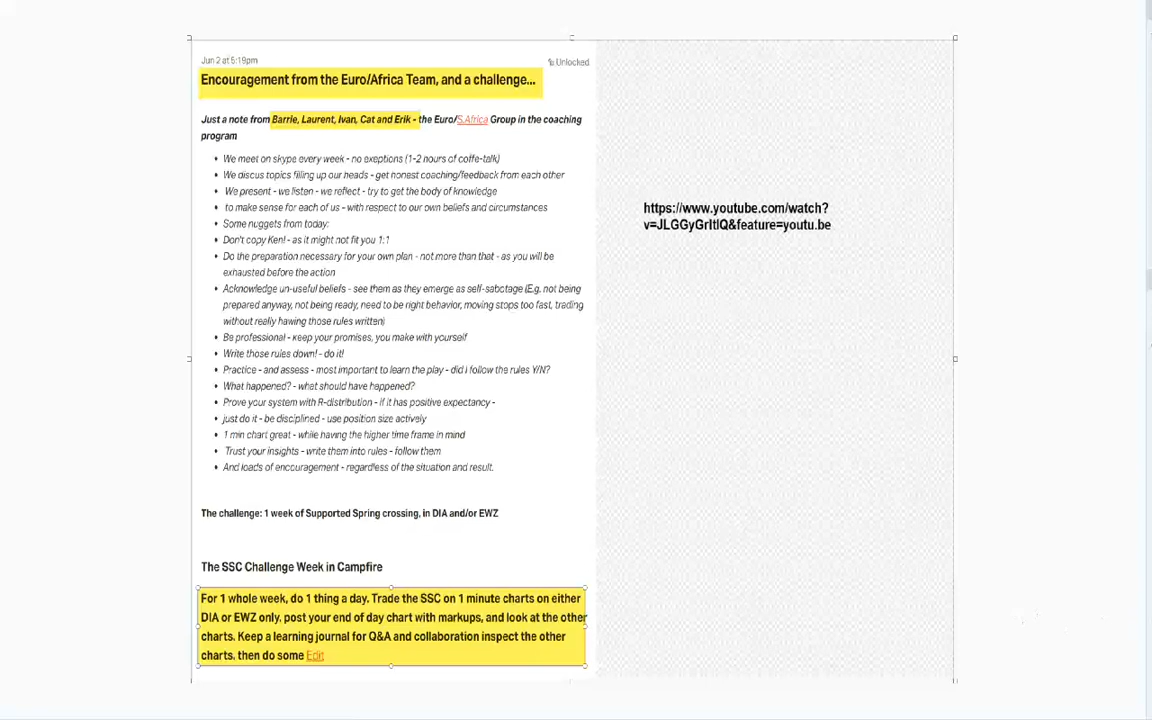 Jun 2 at 5:19pm
Unlocked
Encouragement from the Euro/Africa Team, and a challenge...
Just a note from Barrie, Laurent, Ivan, Cat and Erik - the Euro/S.Africa Group in the coaching
program
• We meet on skype every week - no exeptions (1-2 hours of coffe-talk)
• We discuss topics filling up our heads - get honest coaching/feedback from each other
• We present - we listen - we reflect - try to get the body of knowledge
• to make sense for each of us - with respect to our own beliefs and circumstances
• Some nuggets from today:
• Don't copy Ken! - as it might not fit you 1:1
• Do the preparation necessary for your own plan - not more than that - as you will be
exhausted before the action
• Acknowledge un-useful beliefs - see them as they emerge as self-sabotage (E.g. not being
prepared anyway, not being ready, need to be right behavior, moving stops too fast, trading
without really hawing those rules written)
• Be professional - keep your promises, you make with yourself
• Write those rules down! - do it!
• Practice - and assess - most important to learn the play - did I follow the rules Y/N?
• What happened? - what should have happened?
• Prove your system with R-distribution - if it has positive expectancy -
• just do it - be disciplined - use position size actively
• 1 min chart great - while having the higher time frame in mind
• Trust your insights - write them into rules - follow them
• And loads of encouragement - regardless of the situation and result.
The challenge: 1 week of Supported Spring crossing, in DIA and/or EWZ
The SSC Challenge Week in Campfire
For 1 whole week, do 1 thing a day. Trade the SSC on 1 minute charts on either
DIA or EWZ only, post your end of day chart with markups, and look at the other
charts. Keep a learning journal for Q&A and collaboration inspect the other
charts, then do some Edit
https://www.youtube.com/watch?
v=JLGGyGrItlQ&feature=youtu.be